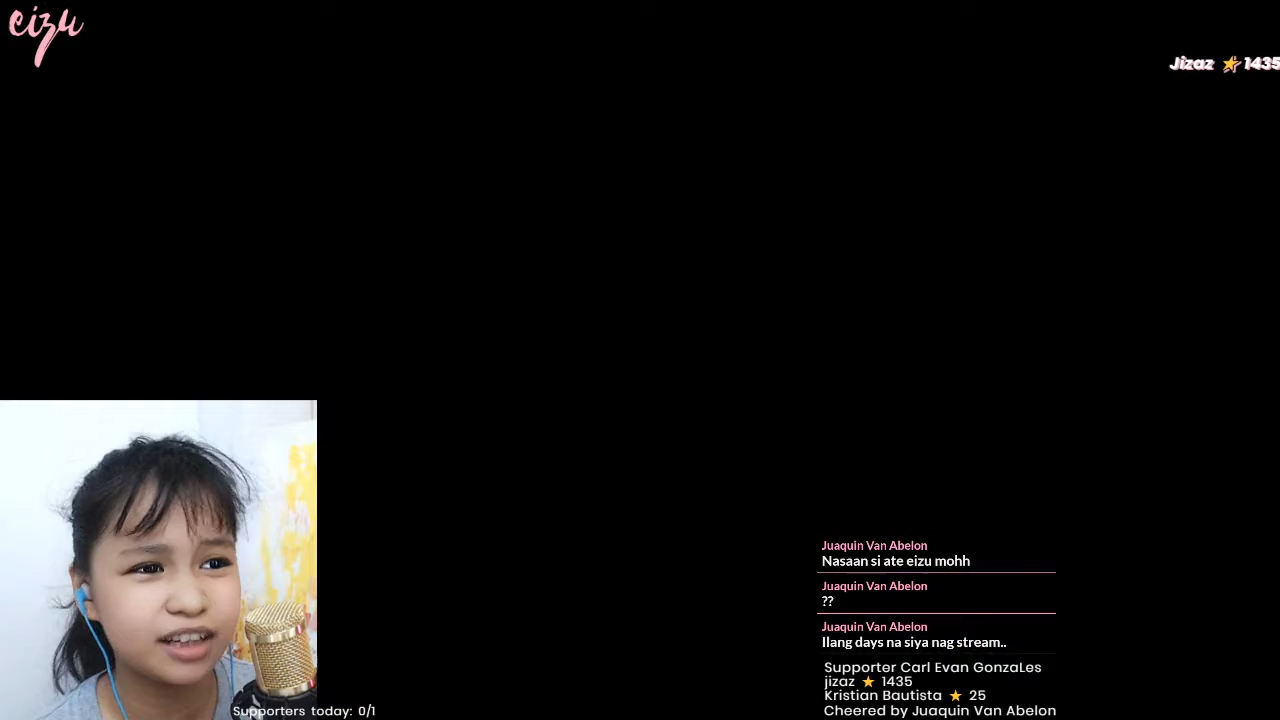 eizu
Jizaz ⭐ 1435
Juaquin Van Abelon
Nasaan si ate eizu mohh
Juaquin Van Abelon
??
Juaquin Van Abelon
Ilang days na siya nag stream..
Supporter Carl Evan GonzaLes
jizaz ⭐ 1435
Kristian Bautista ⭐ 25
Cheered by Juaquin Van Abelon
Supporters today: 0/1